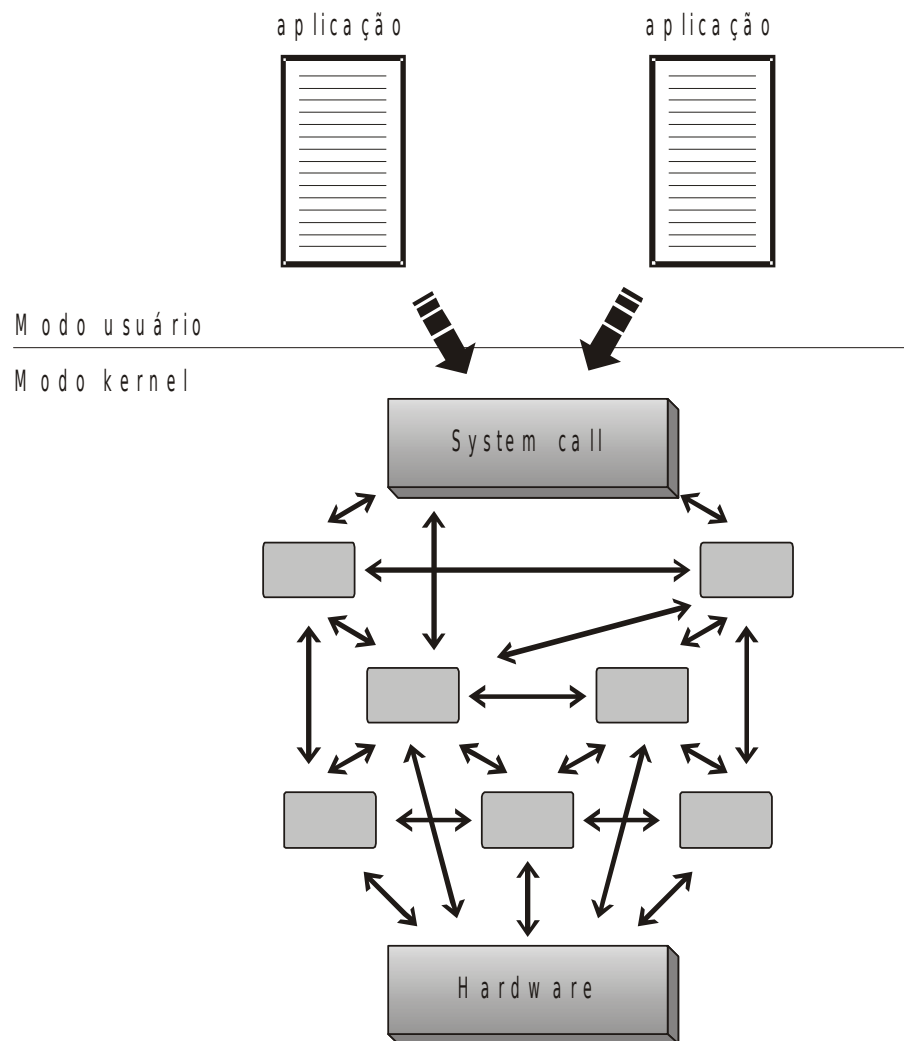 aplicação
aplicação
Modo usuário
Modo kernel
System call
Hardware